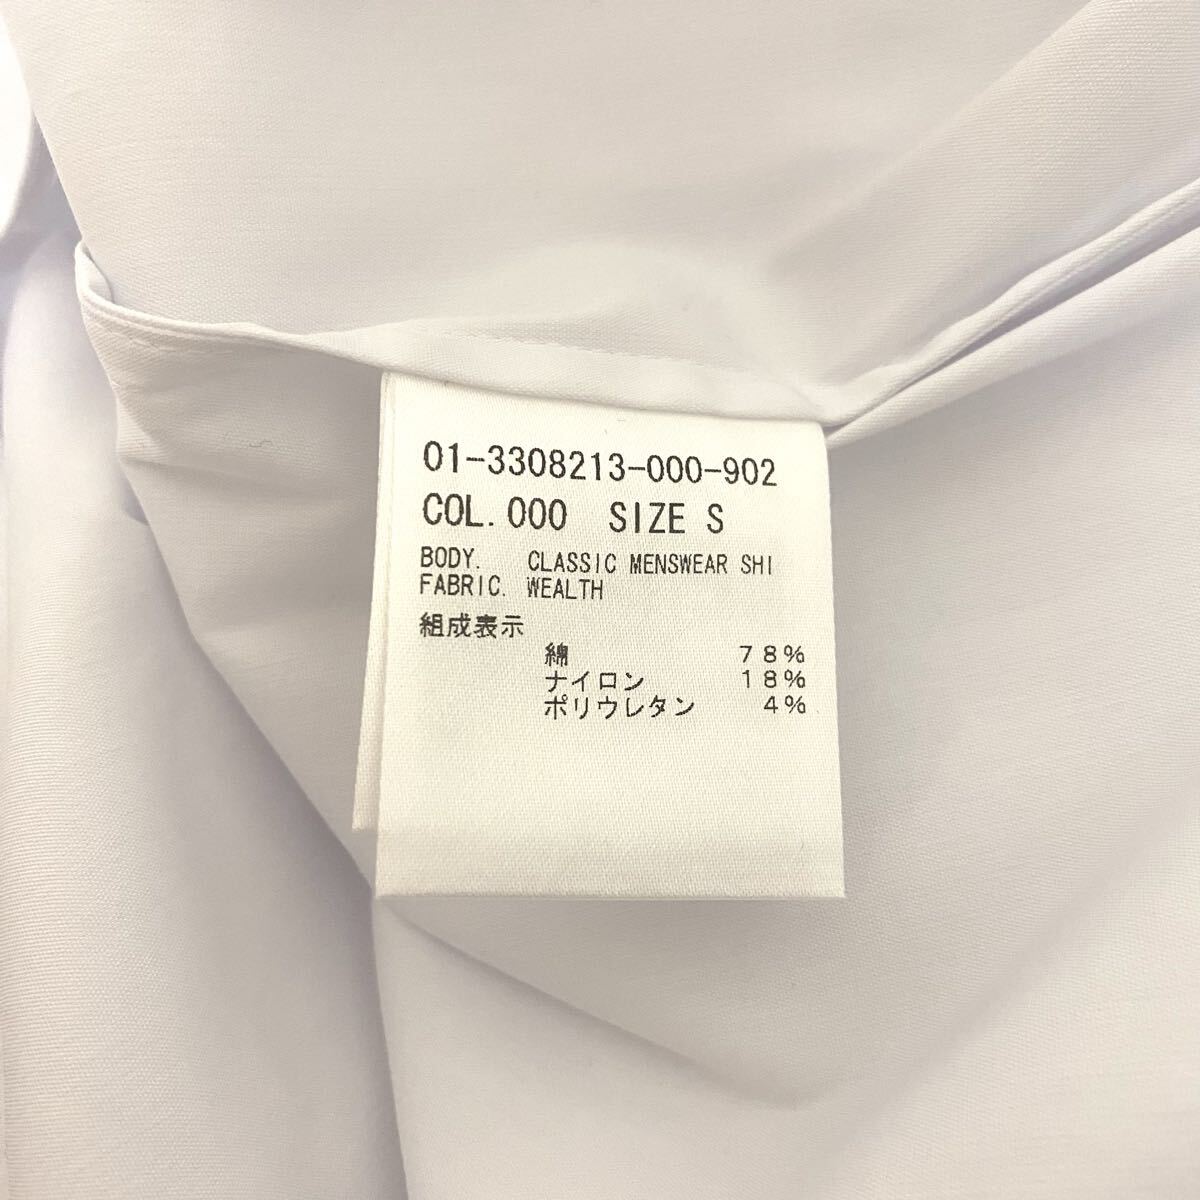 01-3308213-000-902
COL. 000 SIZE S
BODY. CLASSIC MENSWEAR SHI
FABRIC. WEALTH
組成表示
綿 78%
ナイロン 18%
ポリウレタン 4%